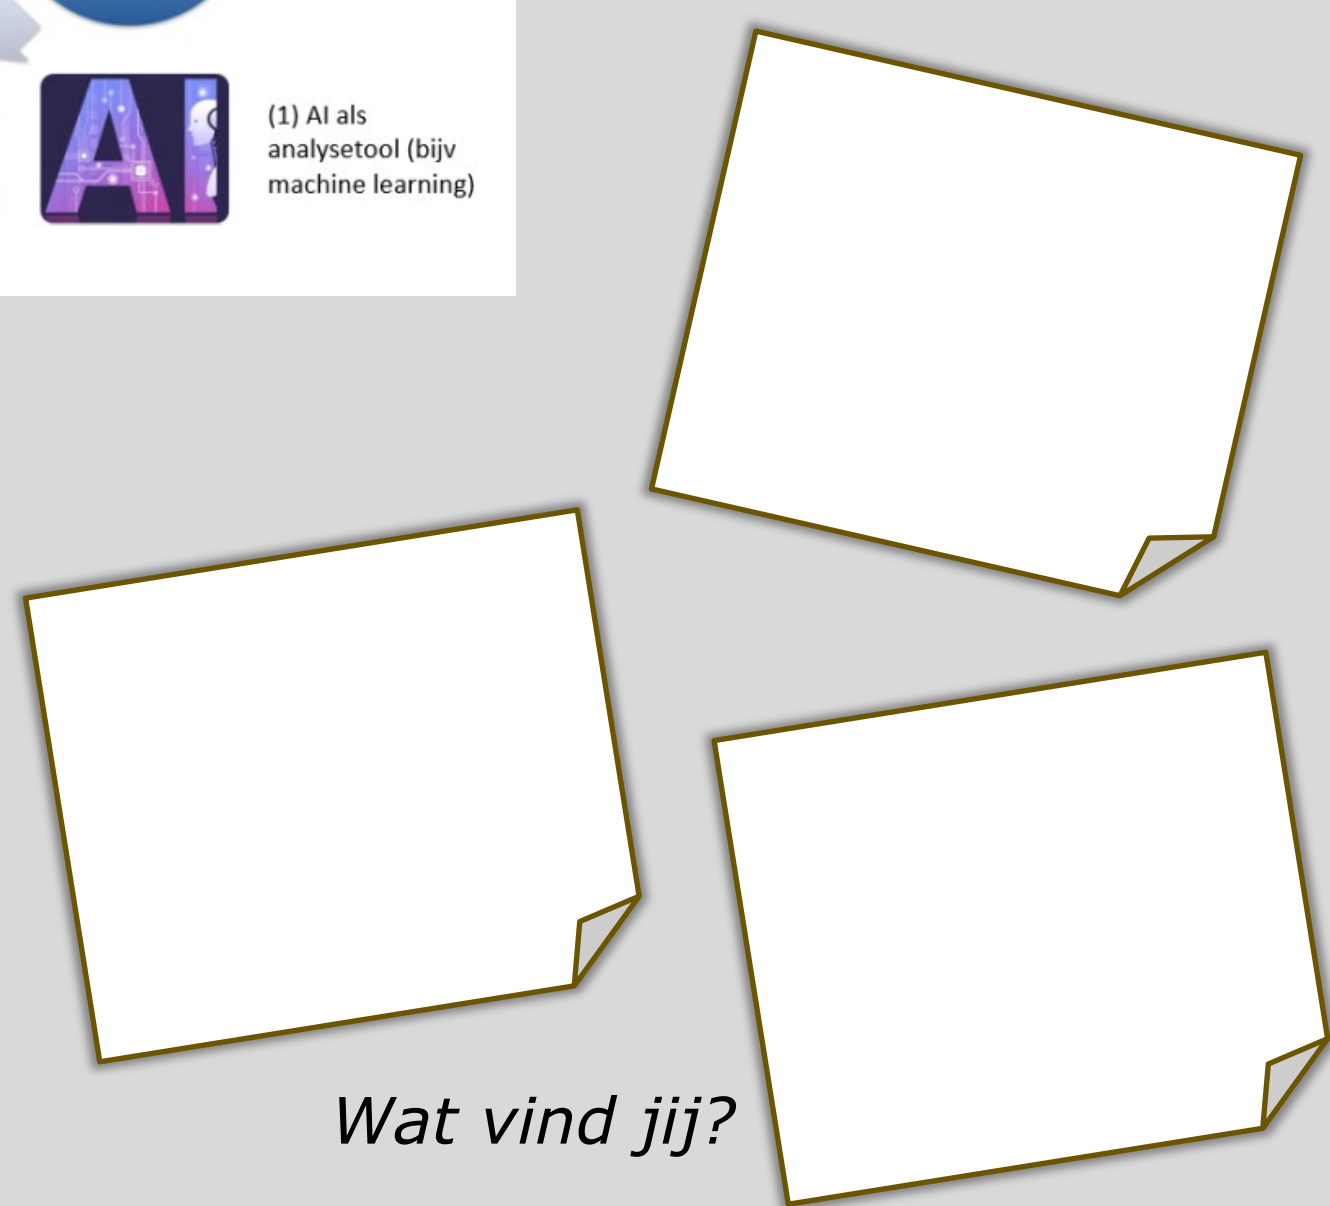 AI
(1) AI als
analysetool (bijv
machine learning)
Wat vind jij?